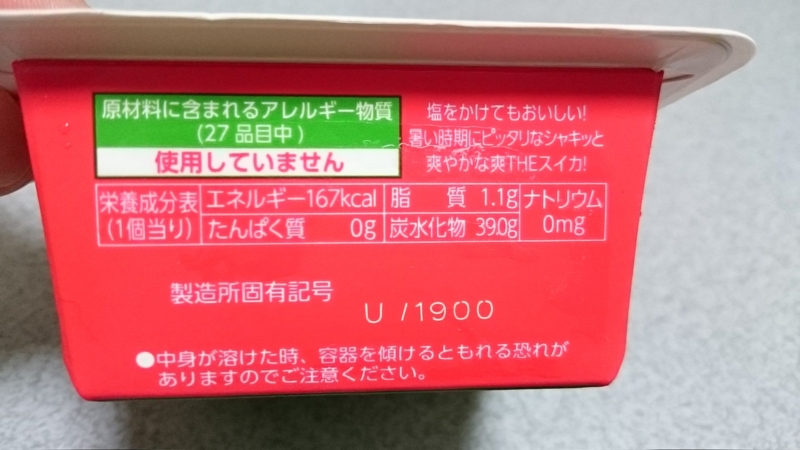 原材料に含まれるアレルギー物質
(27品目中)
使用していません
塩をかけてもおいしい!
暑い時期にピッタリなシャキッと
爽やかな爽THEスイカ!
栄養成分表 エネルギー167kcal 脂 質 1.1g ナトリウム
(1個当り) たんぱく質 0g 炭水化物 39.0g 0mg
製造所固有記号
U /1900
●中身が溶けた時、容器を傾けるともれる恐れが
ありますのでご注意ください。